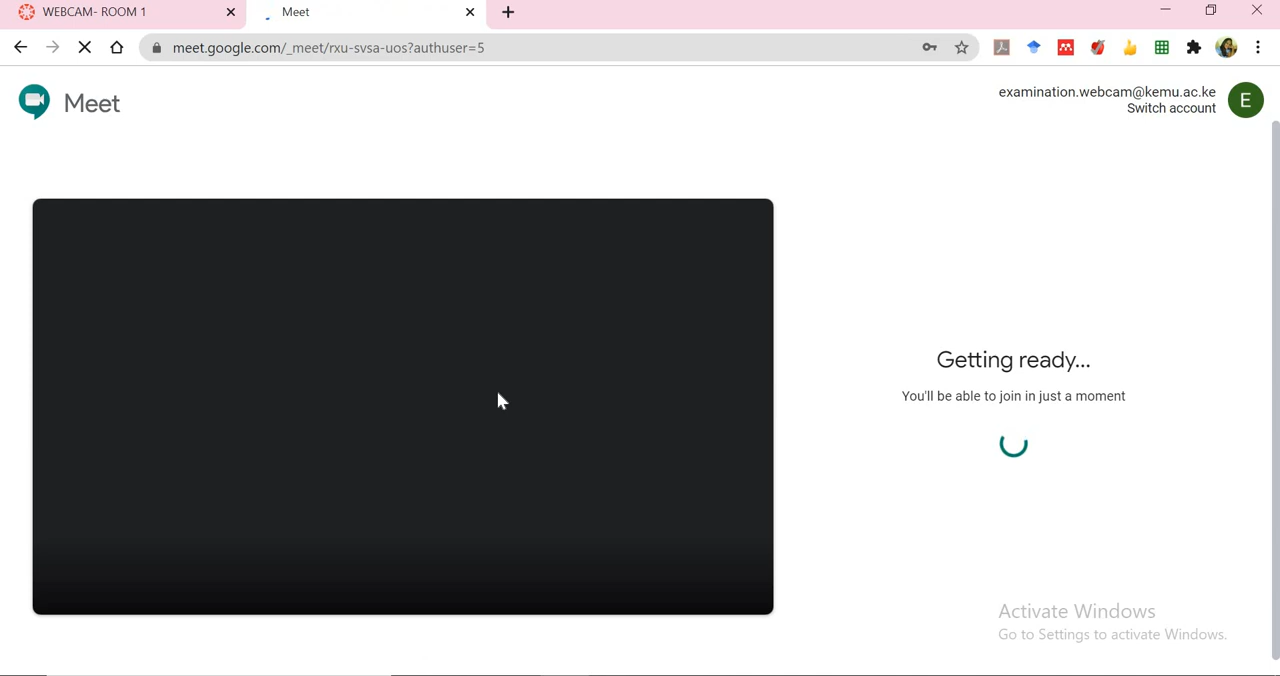 WEBCAM- ROOM 1
Meet
meet.google.com/_meet/rxu-svsa-uos?authuser=5
Meet
examination.webcam@kemu.ac.ke
Switch account
E
Getting ready...
You'll be able to join in just a moment
Activate Windows
Go to Settings to activate Windows.